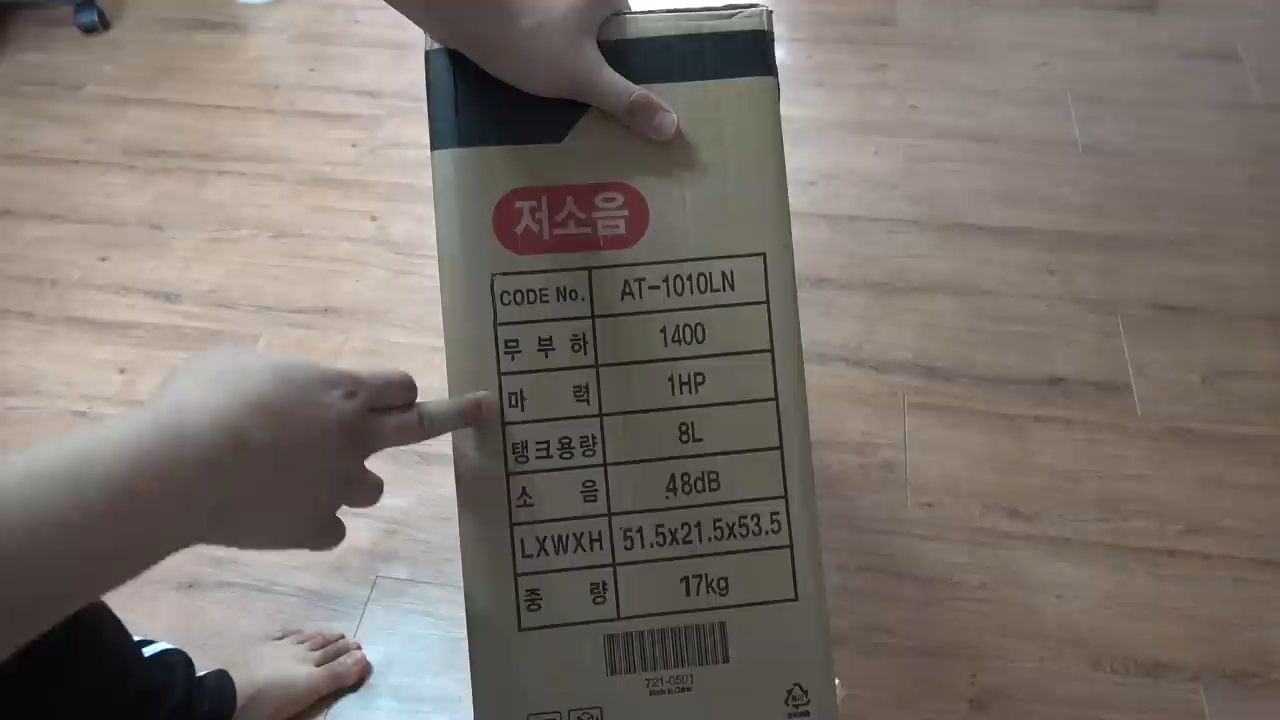 저소음
CODE No. AT-1010LN
무부하 1400
마력 1HP
탱크용량 8L
소음 48dB
LXWXH 51.5x21.5x53.5
중량 17kg
721-0501
Made in China